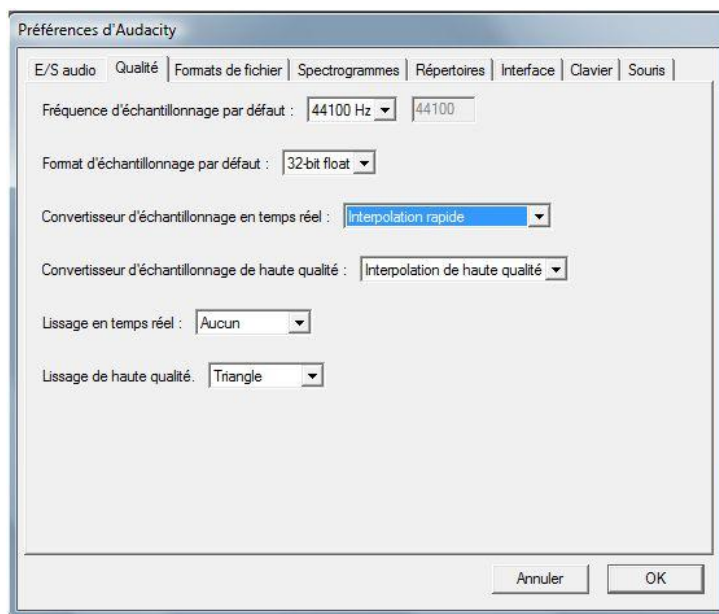 Préférences d'Audacity
E/S audio Qualité Formats de fichier Spectrogrammes Répertoires Interface Clavier Souris
Fréquence d'échantillonnage par défaut : 44100 Hz 44100
Format d'échantillonnage par défaut : 32-bit float
Convertisseur d'échantillonnage en temps réel : Interpolation rapide
Convertisseur d'échantillonnage de haute qualité : Interpolation de haute qualité
Lissage en temps réel : Aucun
Lissage de haute qualité. Triangle
Annuler OK